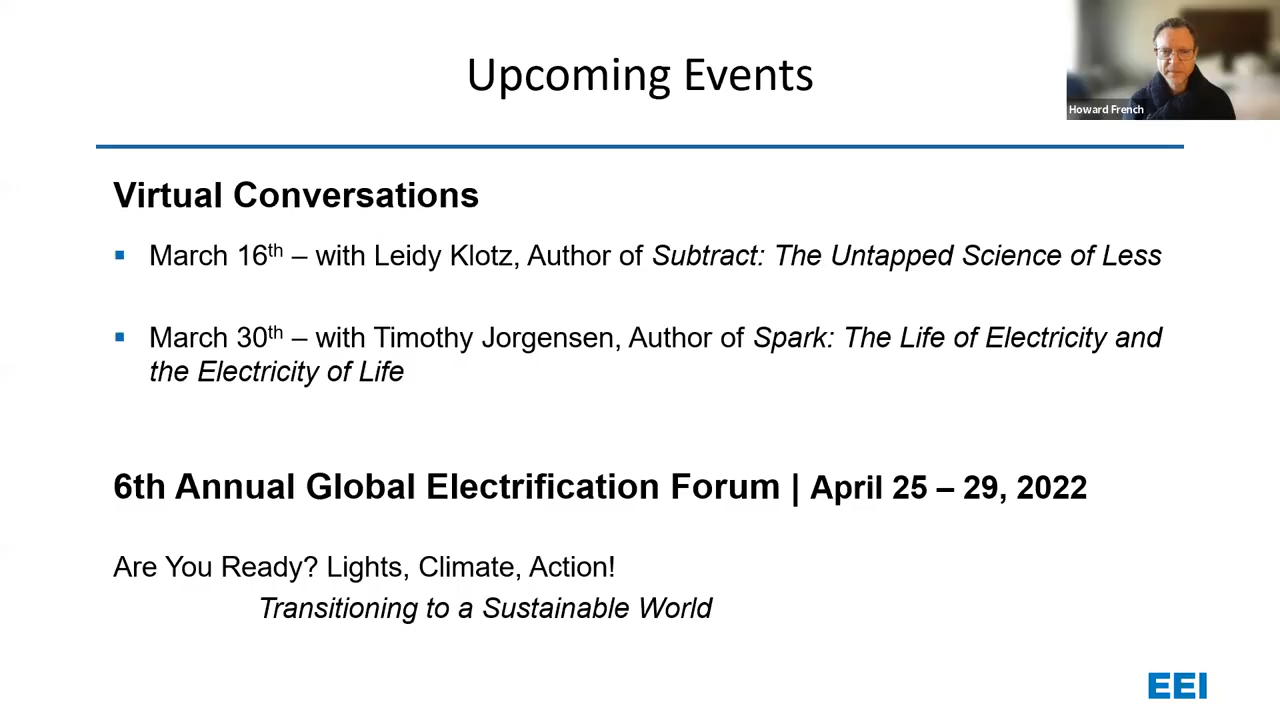 Upcoming Events
Howard French
Virtual Conversations
▪ March 16th – with Leidy Klotz, Author of Subtract: The Untapped Science of Less
▪ March 30th – with Timothy Jorgensen, Author of Spark: The Life of Electricity and
the Electricity of Life
6th Annual Global Electrification Forum | April 25 – 29, 2022
Are You Ready? Lights, Climate, Action!
Transitioning to a Sustainable World
EEI